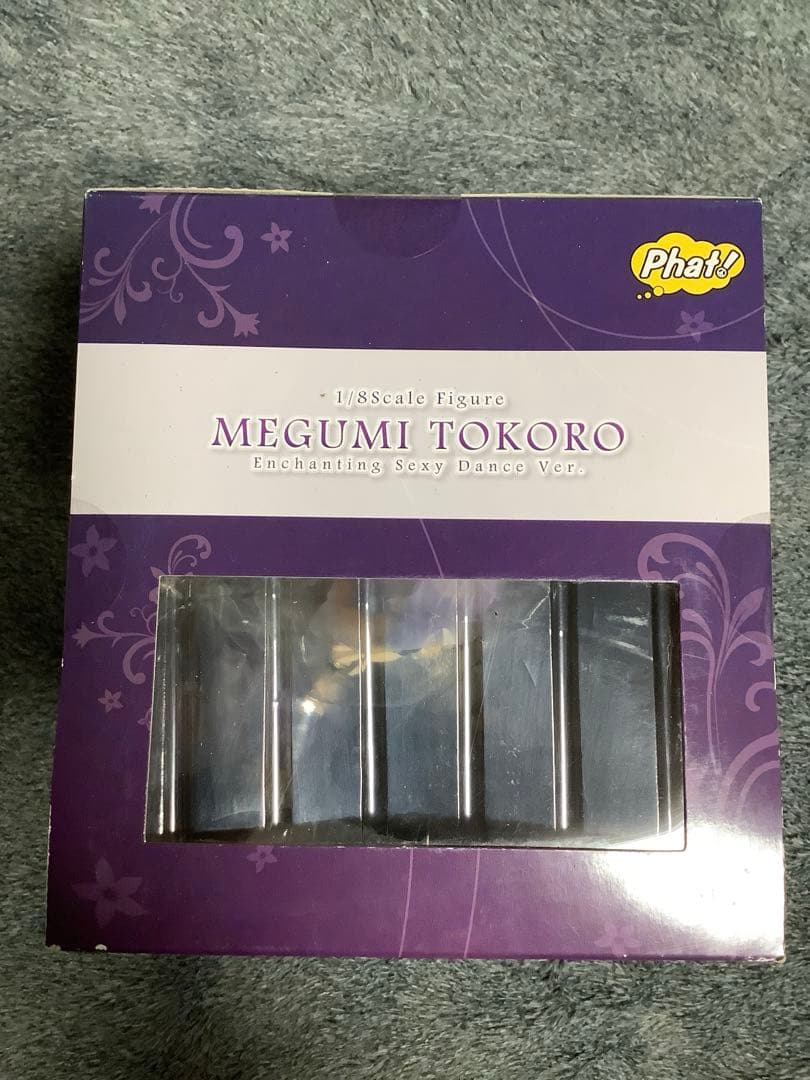 Phat!
1/8Scale Figure
MEGUMI TOKORO
Enchanting Sexy Dance Ver.